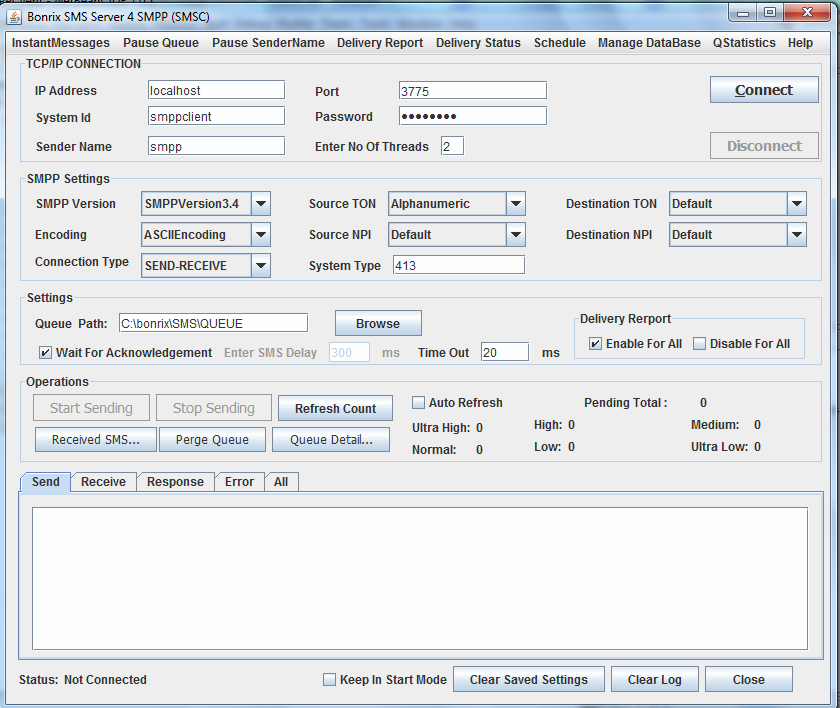 Bonrix SMS Server 4 SMPP (SMSC)
InstantMessages Pause Queue Pause SenderName Delivery Report Delivery Status Schedule Manage DataBase QStatistics Help
TCP/IP CONNECTION
IP Address localhost Port 3775 Connect
System Id smppclient Password ●●●●●●●●
Sender Name smpp Enter No Of Threads 2 Disconnect
SMPP Settings
SMPP Version SMPPVersion3.4 Source TON Alphanumeric Destination TON Default
Encoding ASCIIEncoding Source NPI Default Destination NPI Default
Connection Type SEND-RECEIVE System Type 413
Settings
Queue Path: C:\bonrix\SMS\QUEUE Browse Delivery Rerport
Wait For Acknowledgement Enter SMS Delay 300 ms Time Out 20 ms Enable For All Disable For All
Operations
Start Sending Stop Sending Refresh Count Auto Refresh Pending Total : 0
Ultra High: 0 High: 0 Medium: 0
Received SMS... Perge Queue Queue Detail... Normal: 0 Low: 0 Ultra Low: 0
Send Receive Response Error All
Status: Not Connected Keep In Start Mode Clear Saved Settings Clear Log Close